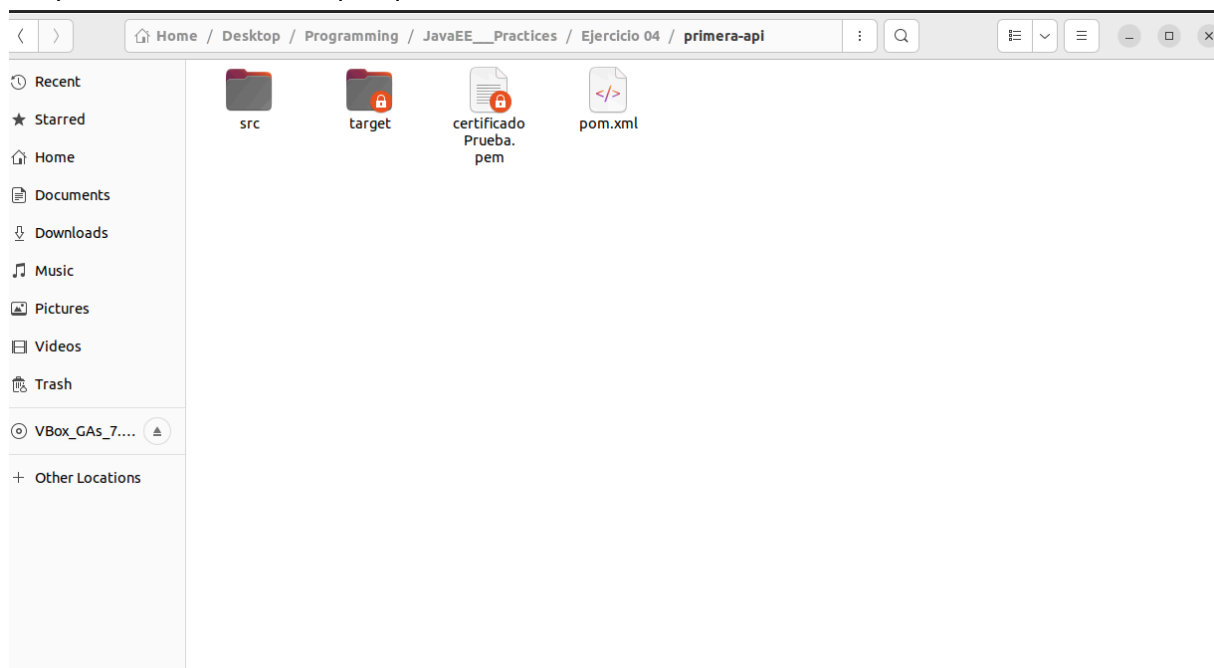 Home / Desktop / Programming / JavaEE___Practices / Ejercicio 04 / primera-api
Recent
Starred
Home
Documents
Downloads
Music
Pictures
Videos
Trash
VBox_GAs_7....
Other Locations
src
target
certificado
Prueba.
pem
pom.xml